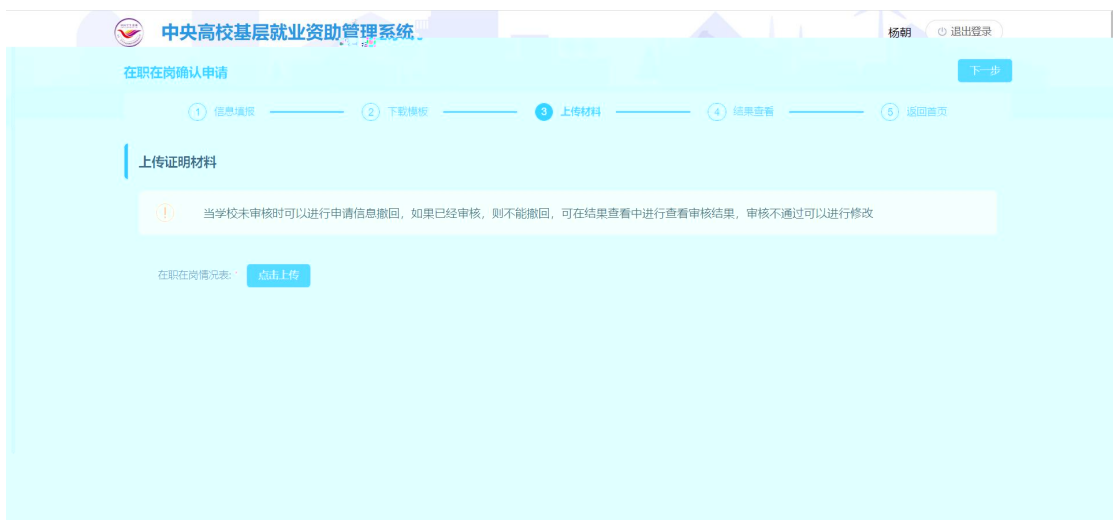 中央高校基层就业资助管理系统
杨朝 退出登录
在职在岗确认申请 下一步
1 信息填报 2 下载模板 3 上传材料 4 结果查看 5 返回首页
上传证明材料
当学校未审核时可以进行申请信息撤回，如果已经审核，则不能撤回，可在结果查看中进行查看审核结果，审核不通过可以进行修改
在职在岗情况表: 点击上传